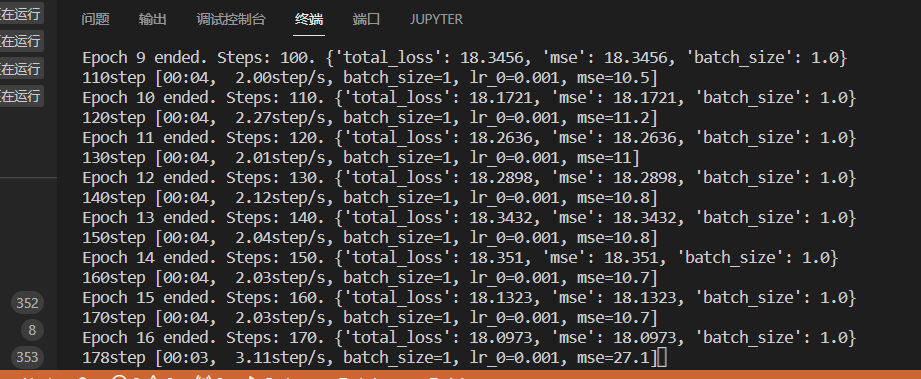 在运行
在运行
在运行
在运行
问题 输出 调试控制台 终端 端口 JUPYTER
Epoch 9 ended. Steps: 100. {'total_loss': 18.3456, 'mse': 18.3456, 'batch_size': 1.0}
110step [00:04,  2.00step/s, batch_size=1, lr_0=0.001, mse=10.5]
Epoch 10 ended. Steps: 110. {'total_loss': 18.1721, 'mse': 18.1721, 'batch_size': 1.0}
120step [00:04,  2.27step/s, batch_size=1, lr_0=0.001, mse=11.2]
Epoch 11 ended. Steps: 120. {'total_loss': 18.2636, 'mse': 18.2636, 'batch_size': 1.0}
130step [00:04,  2.01step/s, batch_size=1, lr_0=0.001, mse=11]
Epoch 12 ended. Steps: 130. {'total_loss': 18.2898, 'mse': 18.2898, 'batch_size': 1.0}
140step [00:04,  2.12step/s, batch_size=1, lr_0=0.001, mse=10.8]
Epoch 13 ended. Steps: 140. {'total_loss': 18.3432, 'mse': 18.3432, 'batch_size': 1.0}
150step [00:04,  2.04step/s, batch_size=1, lr_0=0.001, mse=10.8]
Epoch 14 ended. Steps: 150. {'total_loss': 18.351, 'mse': 18.351, 'batch_size': 1.0}
160step [00:04,  2.03step/s, batch_size=1, lr_0=0.001, mse=10.7]
Epoch 15 ended. Steps: 160. {'total_loss': 18.1323, 'mse': 18.1323, 'batch_size': 1.0}
170step [00:04,  2.03step/s, batch_size=1, lr_0=0.001, mse=10.7]
Epoch 16 ended. Steps: 170. {'total_loss': 18.0973, 'mse': 18.0973, 'batch_size': 1.0}
178step [00:03,  3.11step/s, batch_size=1, lr_0=0.001, mse=27.1]
352
8
353